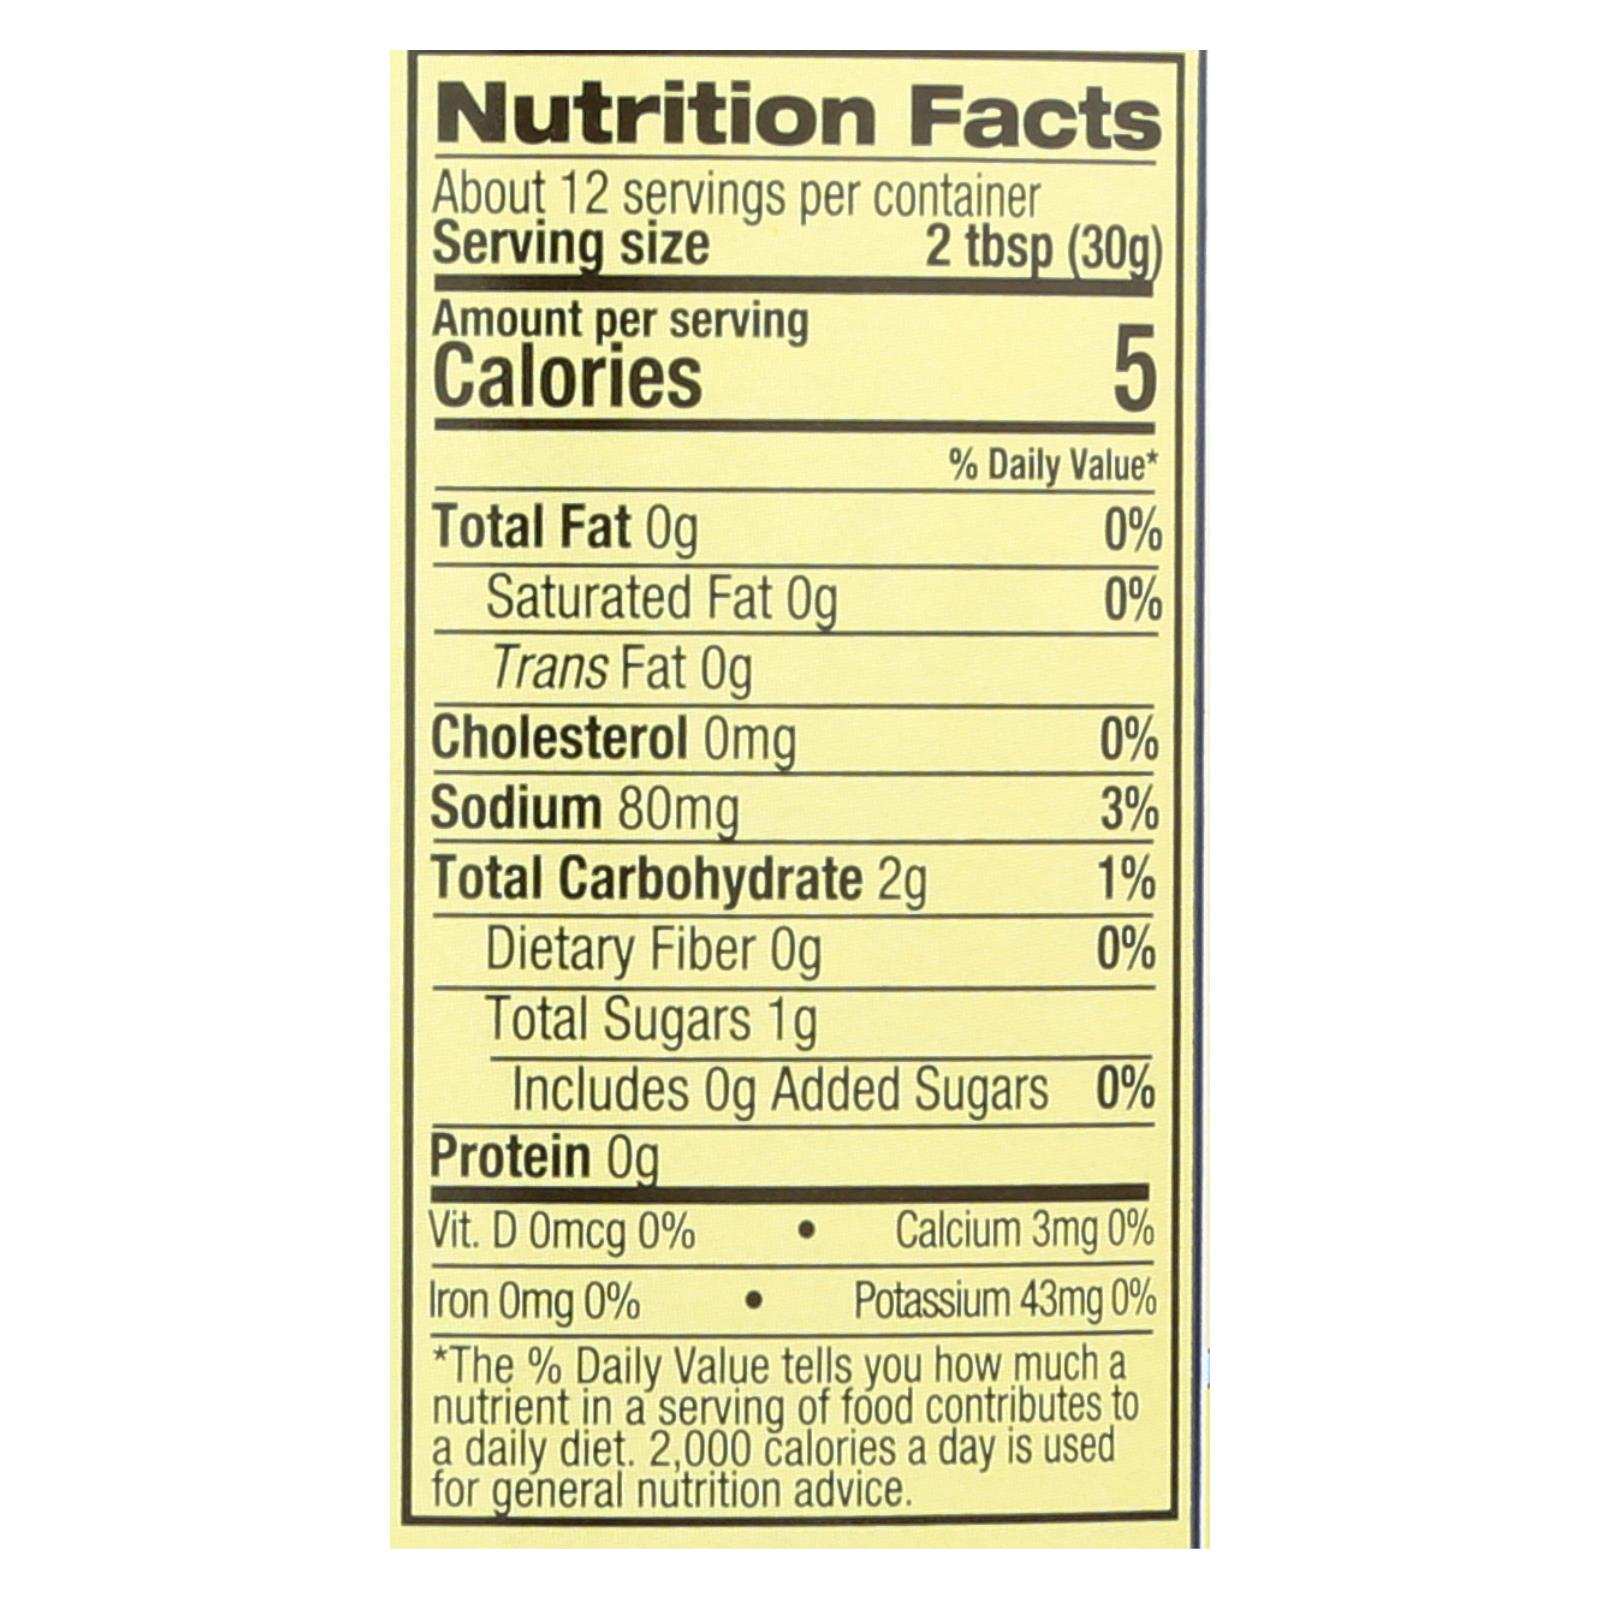 Nutrition Facts
About 12 servings per container
Serving size 2 tbsp (30g)
Amount per serving
Calories 5
% Daily Value*
Total Fat 0g 0%
Saturated Fat 0g 0%
Trans Fat 0g
Cholesterol 0mg 0%
Sodium 80mg 3%
Total Carbohydrate 2g 1%
Dietary Fiber 0g 0%
Total Sugars 1g
Includes 0g Added Sugars 0%
Protein 0g
Vit. D 0mcg 0% • Calcium 3mg 0%
Iron 0mg 0% • Potassium 43mg 0%
*The % Daily Value tells you how much a
nutrient in a serving of food contributes to
a daily diet. 2,000 calories a day is used
for general nutrition advice.